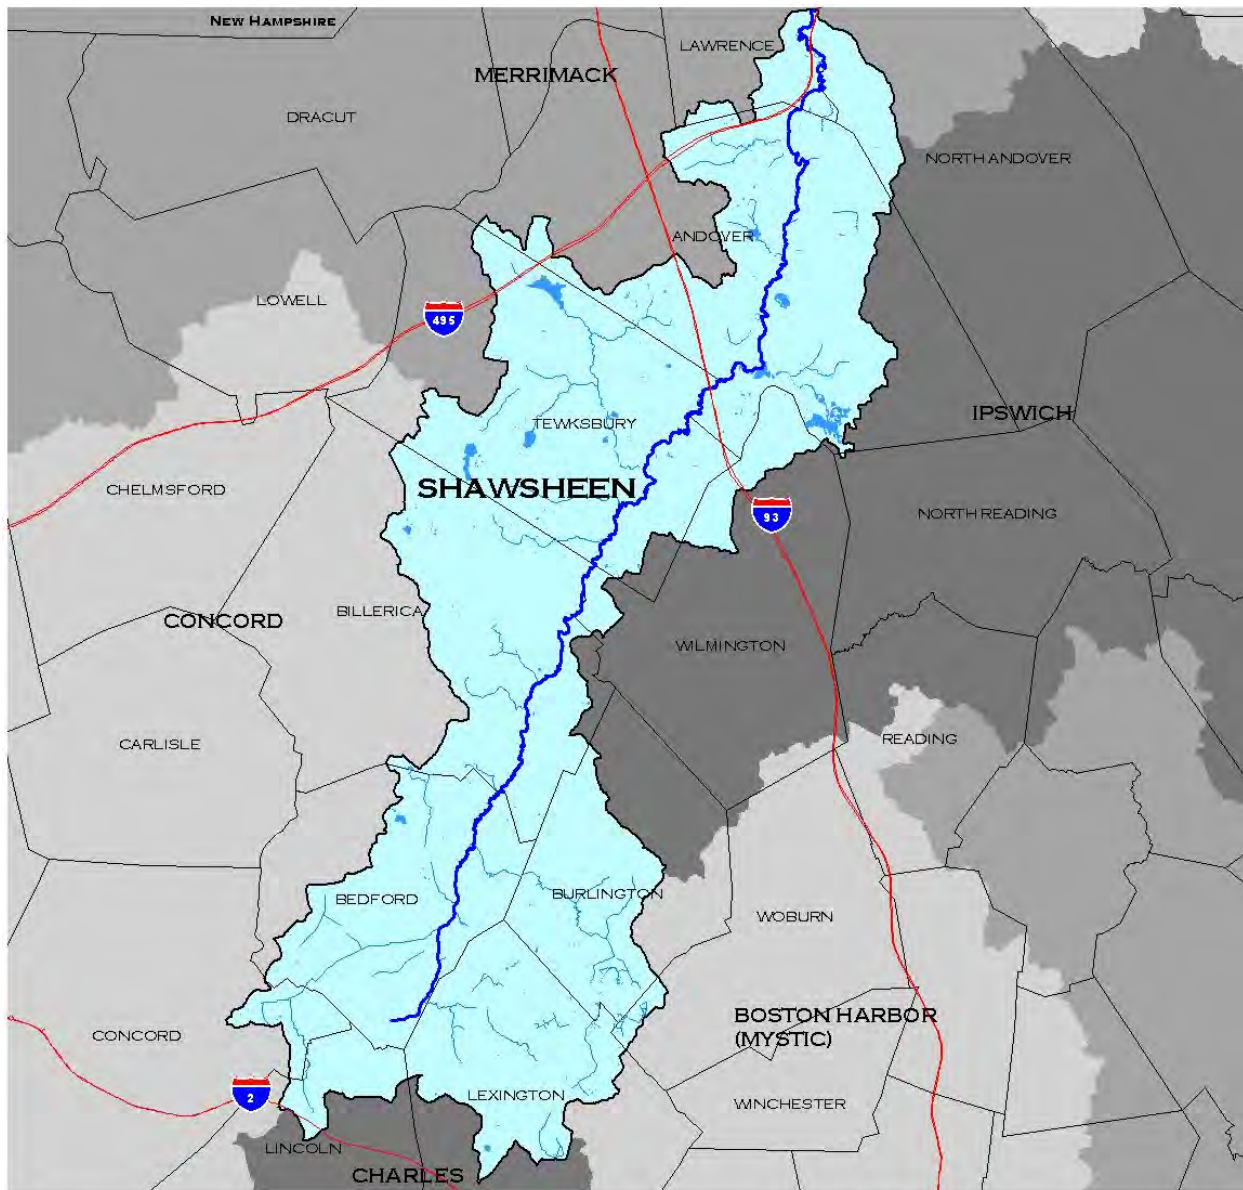 NEW HAMPSHIRE
LAWRENCE
MERRIMACK
DRACUT
NORTH ANDOVER
ANDOVER
LOWELL
495
IPSWICH
TEWKSBURY
SHAWSHEEN
CHELMSFORD
93
NORTH READING
BILLERICA
CONCORD
WILMINGTON
CARLISLE
READING
BEDFORD
BURLINGTON
WOBURN
BOSTON HARBOR
(MYSTIC)
CONCORD
2
LEXINGTON
WINCHESTER
LINCOLN
CHARLES